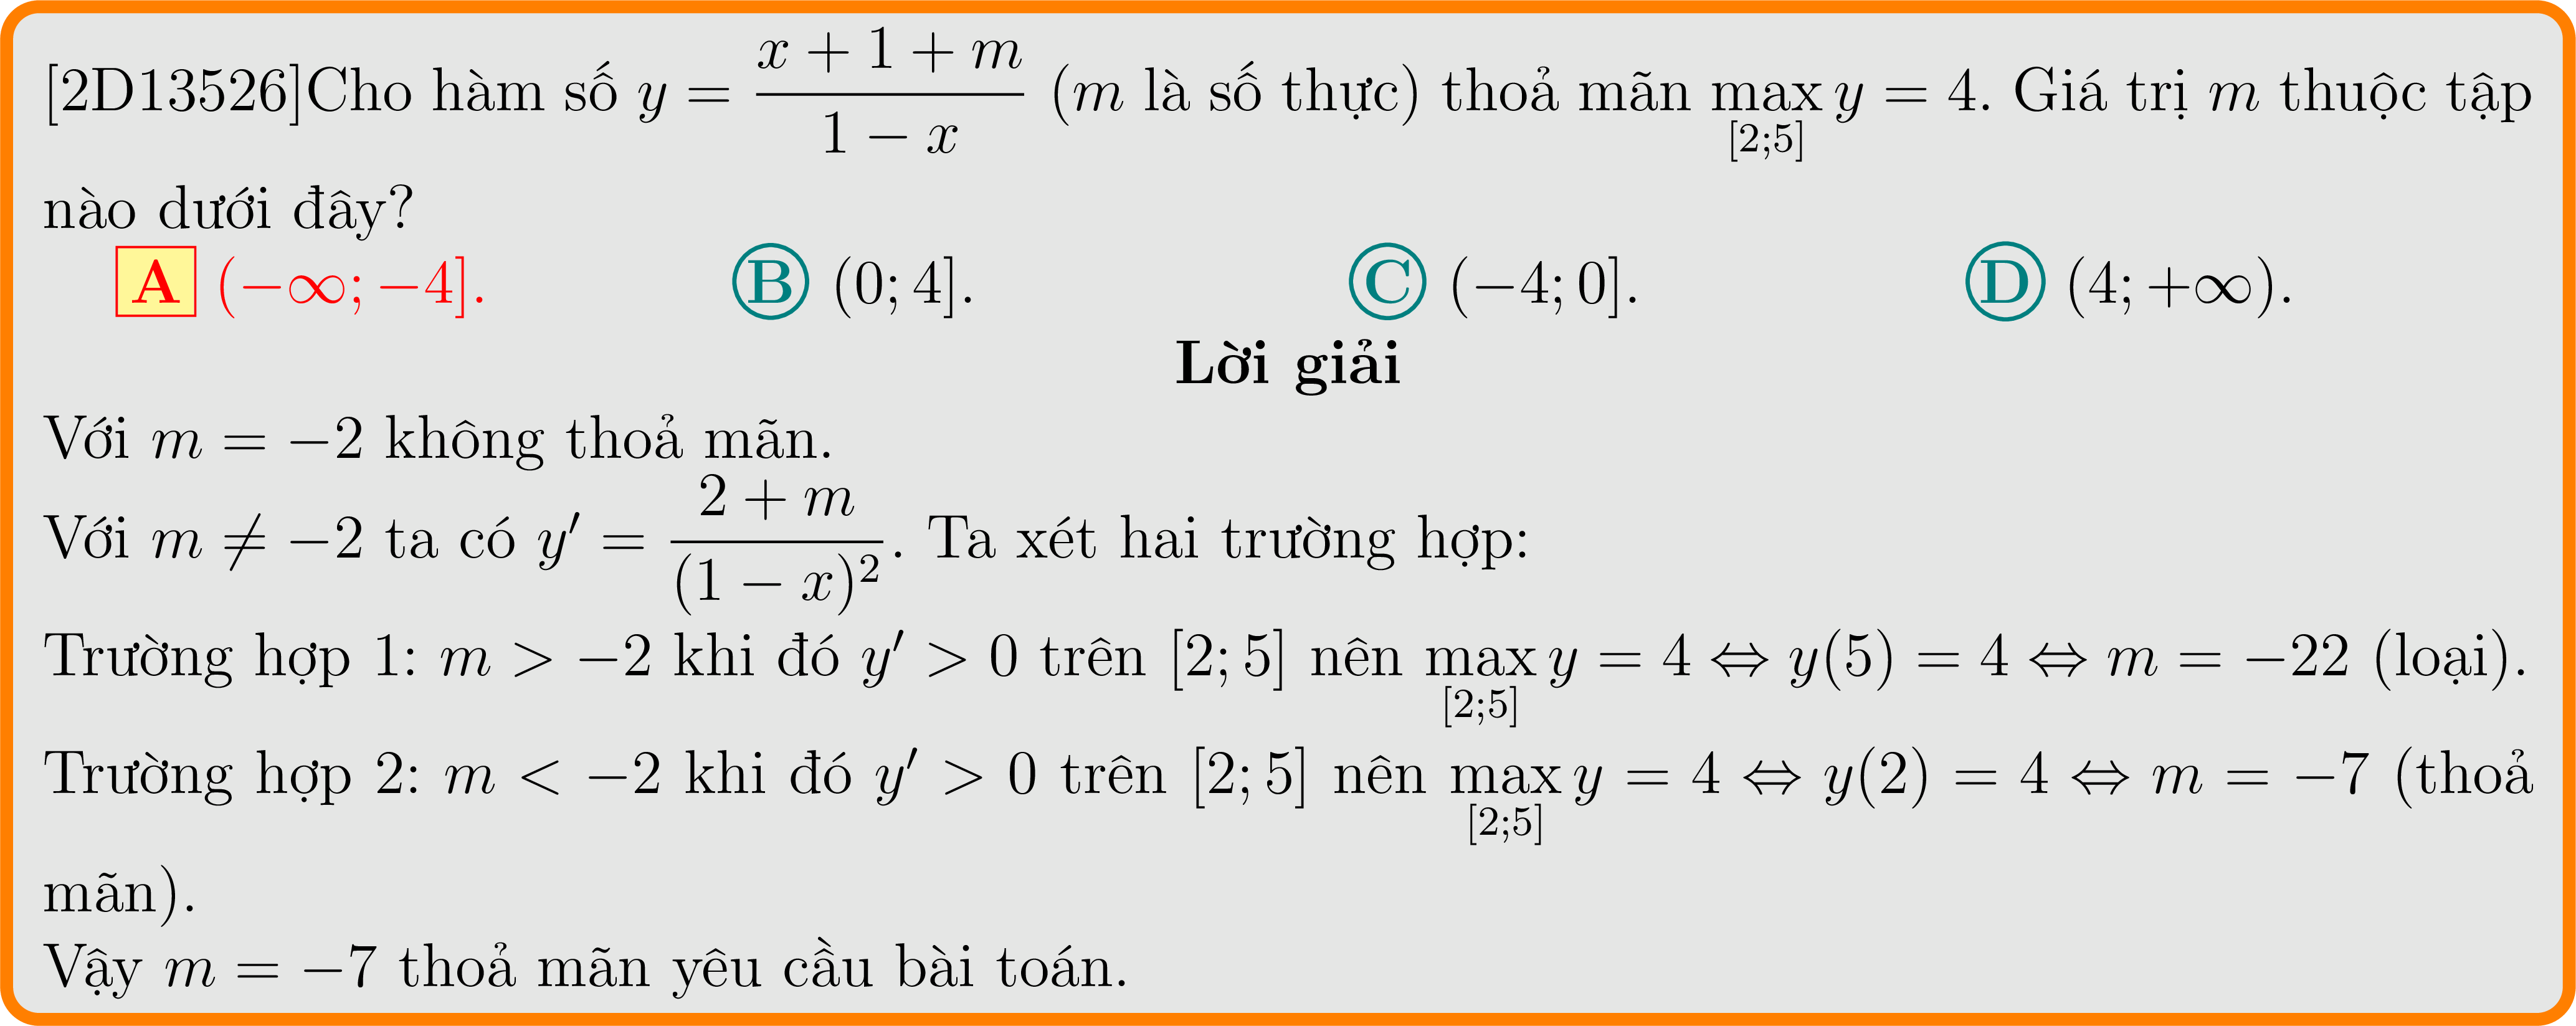 [2D13526]Cho hàm số $y = \dfrac{x+1+m}{1-x}$ ($m$ là số thực) thoả mãn $\max\limits_{[2;5]} y = 4$. Giá trị $m$ thuộc tập
nào dưới đây?
A $(-\infty; -4]$. B $(0; 4]$. C $(-4; 0]$. D $(4; +\infty)$.
Lời giải
Với $m = -2$ không thoả mãn.
Với $m \neq -2$ ta có $y' = \dfrac{2+m}{(1-x)^2}$. Ta xét hai trường hợp:
Trường hợp 1: $m > -2$ khi đó $y' > 0$ trên $[2; 5]$ nên $\max\limits_{[2;5]} y = 4 \Leftrightarrow y(5) = 4 \Leftrightarrow m = -22$ (loại).
Trường hợp 2: $m < -2$ khi đó $y' > 0$ trên $[2; 5]$ nên $\max\limits_{[2;5]} y = 4 \Leftrightarrow y(2) = 4 \Leftrightarrow m = -7$ (thoả
mãn).
Vậy $m = -7$ thoả mãn yêu cầu bài toán.